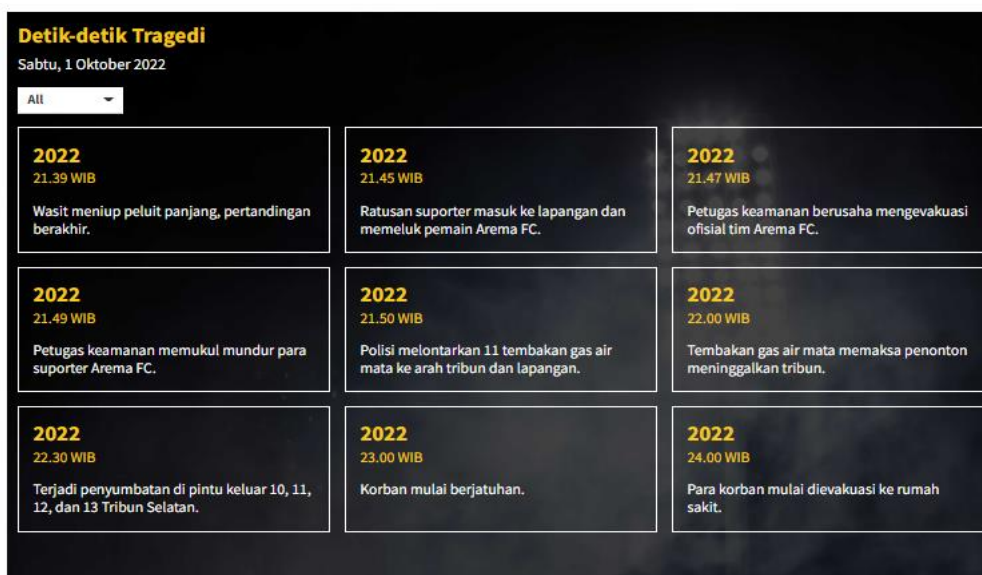 Detik-detik Tragedi
Sabtu, 1 Oktober 2022
All
2022
21.39 WIB
Wasit meniup peluit panjang, pertandingan
berakhir.
2022
21.45 WIB
Ratusan suporter masuk ke lapangan dan
memeluk pemain Arema FC.
2022
21.47 WIB
Petugas keamanan berusaha mengevakuasi
ofisial tim Arema FC.
2022
21.49 WIB
Petugas keamanan memukul mundur para
suporter Arema FC.
2022
21.50 WIB
Polisi melontarkan 11 tembakan gas air
mata ke arah tribun dan lapangan.
2022
22.00 WIB
Tembakan gas air mata memaksa penonton
meninggalkan tribun.
2022
22.30 WIB
Terjadi penyumbatan di pintu keluar 10, 11,
12, dan 13 Tribun Selatan.
2022
23.00 WIB
Korban mulai berjatuhan.
2022
24.00 WIB
Para korban mulai dievakuasi ke rumah
sakit.